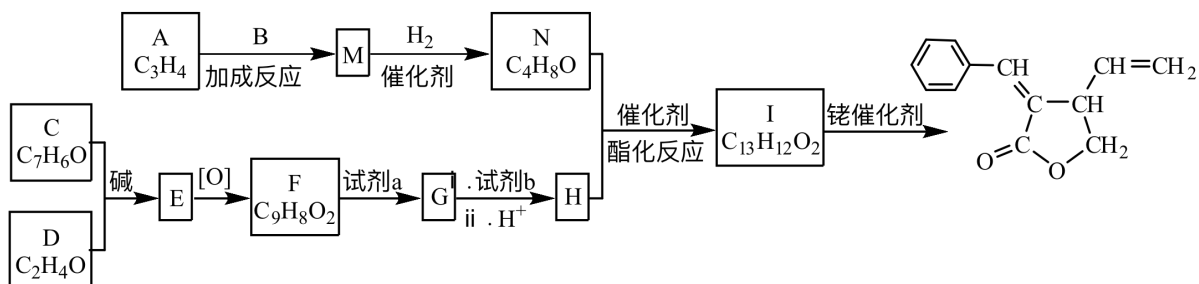 A
C₃H₄
B
加成反应
M
H₂
催化剂
N
C₄H₈O
C
C₇H₆O
D
C₂H₄O
碱
E
[O]
F
C₉H₈O₂
试剂a
G
ⅰ.试剂b
ⅱ.H⁺
H
催化剂
酯化反应
I
C₁₃H₁₂O₂
铑催化剂
CH
CH=CH₂
C
CH
C
O
O
CH₂